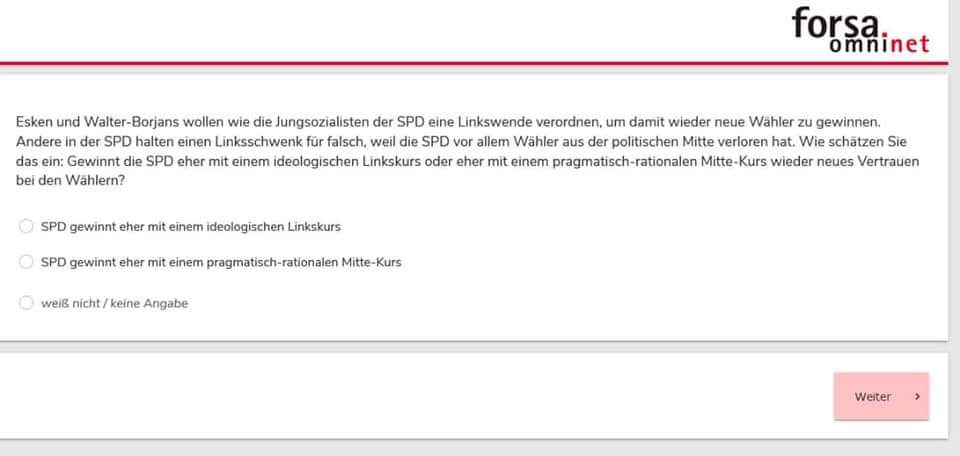 forsa.
omninet
Esken und Walter-Borjans wollen wie die Jungsozialisten der SPD eine Linkswende verordnen, um damit wieder neue Wähler zu gewinnen.
Andere in der SPD halten einen Linksschwenk für falsch, weil die SPD vor allem Wähler aus der politischen Mitte verloren hat. Wie schätzen Sie
das ein: Gewinnt die SPD eher mit einem ideologischen Linkskurs oder eher mit einem pragmatisch-rationalen Mitte-Kurs wieder neues Vertrauen
bei den Wählern?
SPD gewinnt eher mit einem ideologischen Linkskurs
SPD gewinnt eher mit einem pragmatisch-rationalen Mitte-Kurs
weiß nicht / keine Angabe
Weiter